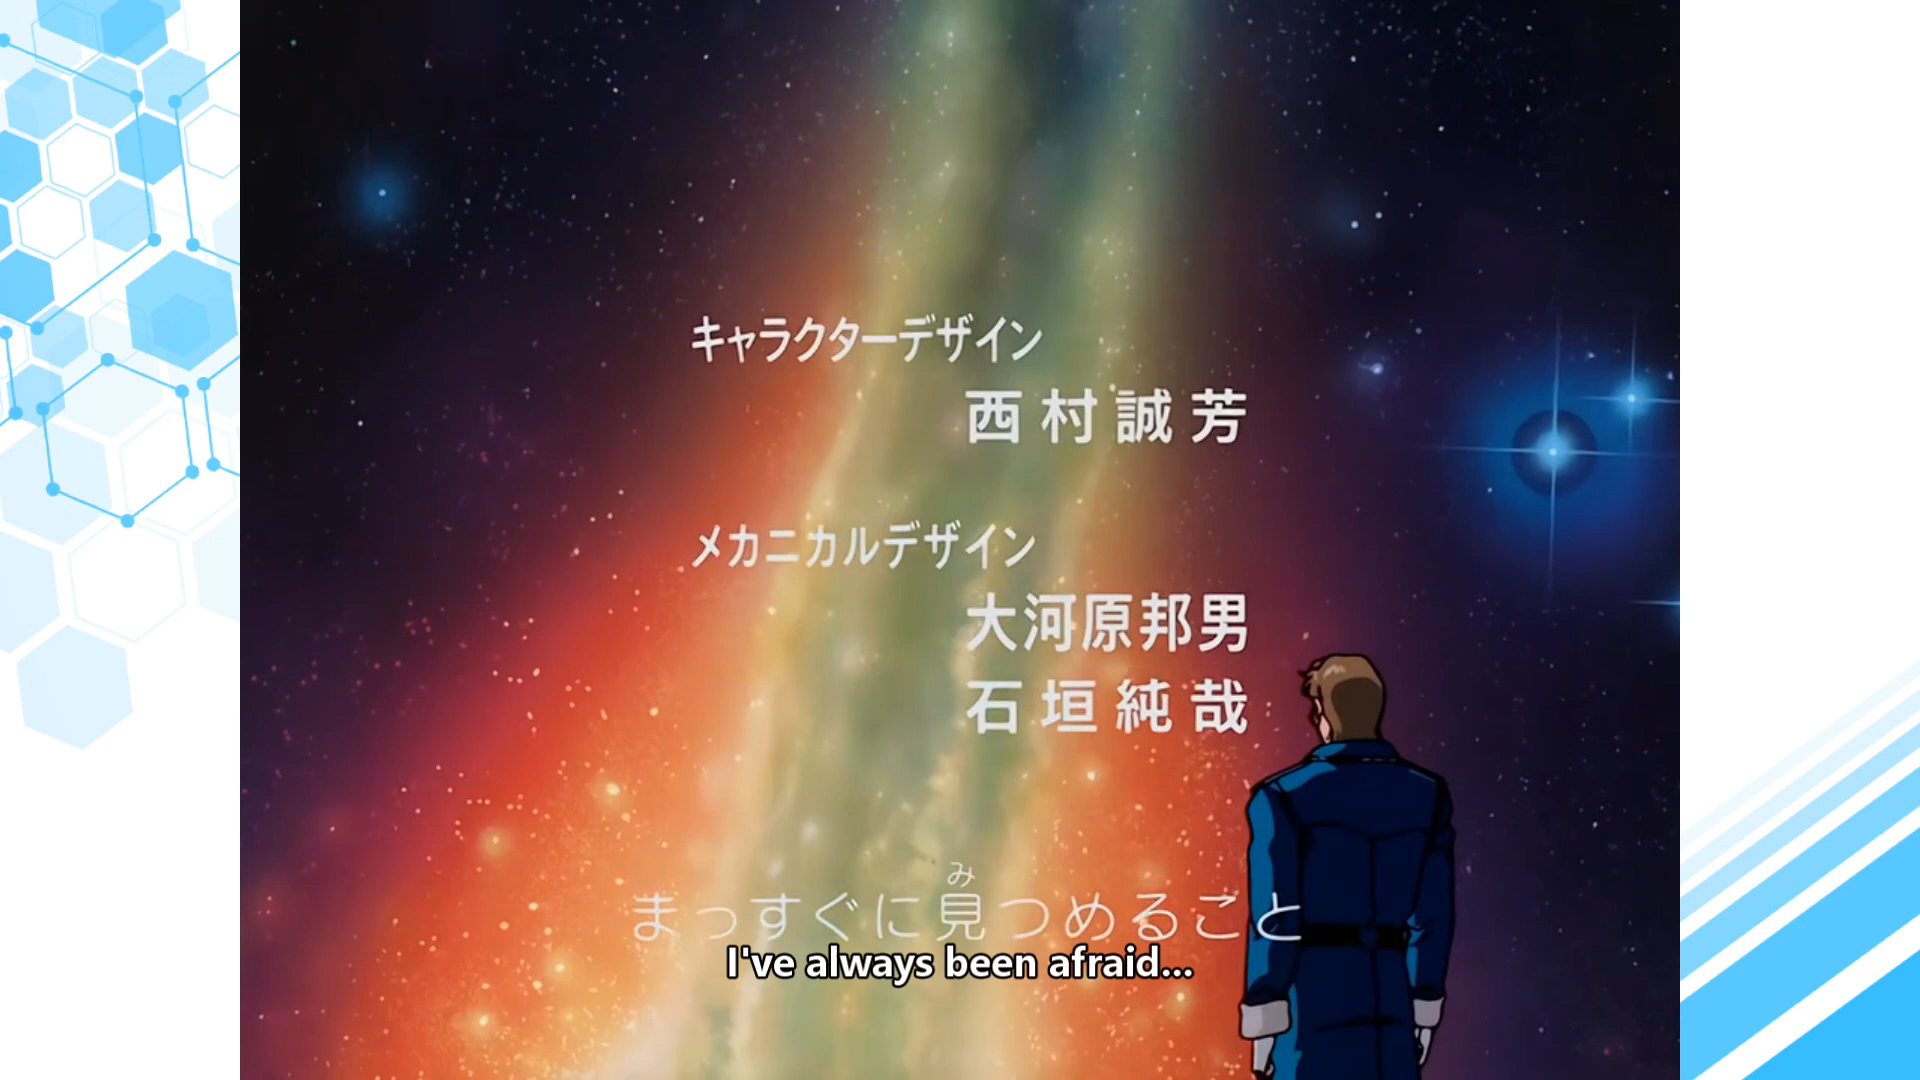 キャラクターデザイン
西村誠芳
メカニカルデザイン
大河原邦男
石垣純哉
み
まっすぐに見つめること
I've always been afraid...